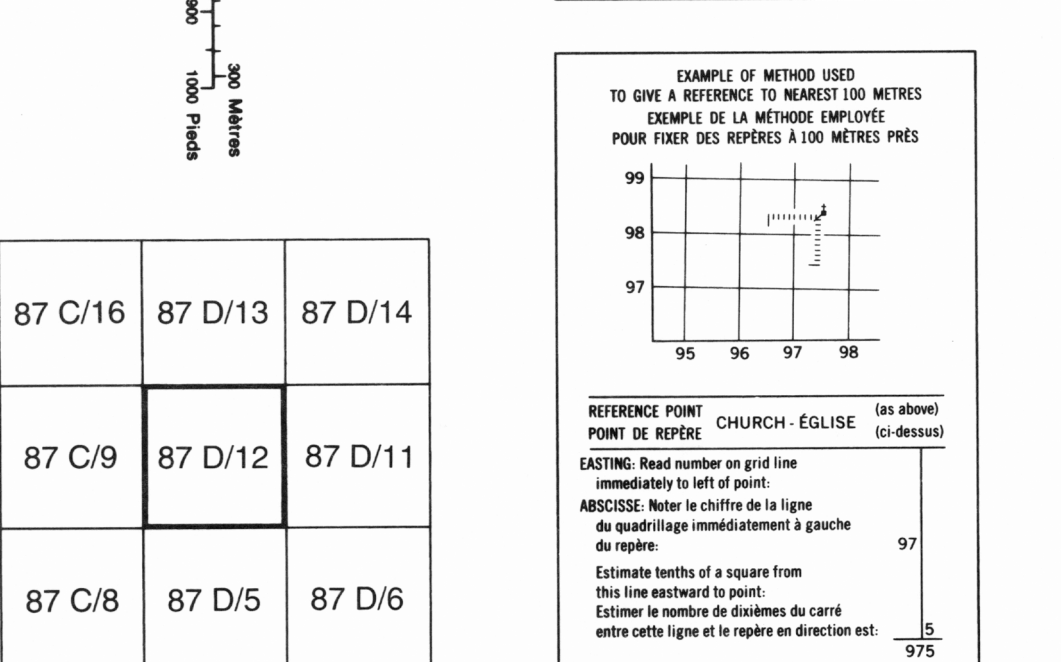 900
300 Mètres
1000 Pieds
87 C/16 87 D/13 87 D/14
87 C/9 87 D/12 87 D/11
87 C/8 87 D/5 87 D/6
EXAMPLE OF METHOD USED
TO GIVE A REFERENCE TO NEAREST 100 METRES
EXEMPLE DE LA MÉTHODE EMPLOYÉE
POUR FIXER DES REPÈRES À 100 MÈTRES PRÈS
99
98
97
95 96 97 98
REFERENCE POINT
POINT DE REPÈRE
CHURCH - ÉGLISE
(as above)
(ci-dessus)
EASTING: Read number on grid line
immediately to left of point:
ABSCISSE: Noter le chiffre de la ligne
du quadrillage immédiatement à gauche
du repère: 97
Estimate tenths of a square from
this line eastward to point:
Estimer le nombre de dixièmes du carré
entre cette ligne et le repère en direction est: 5
975